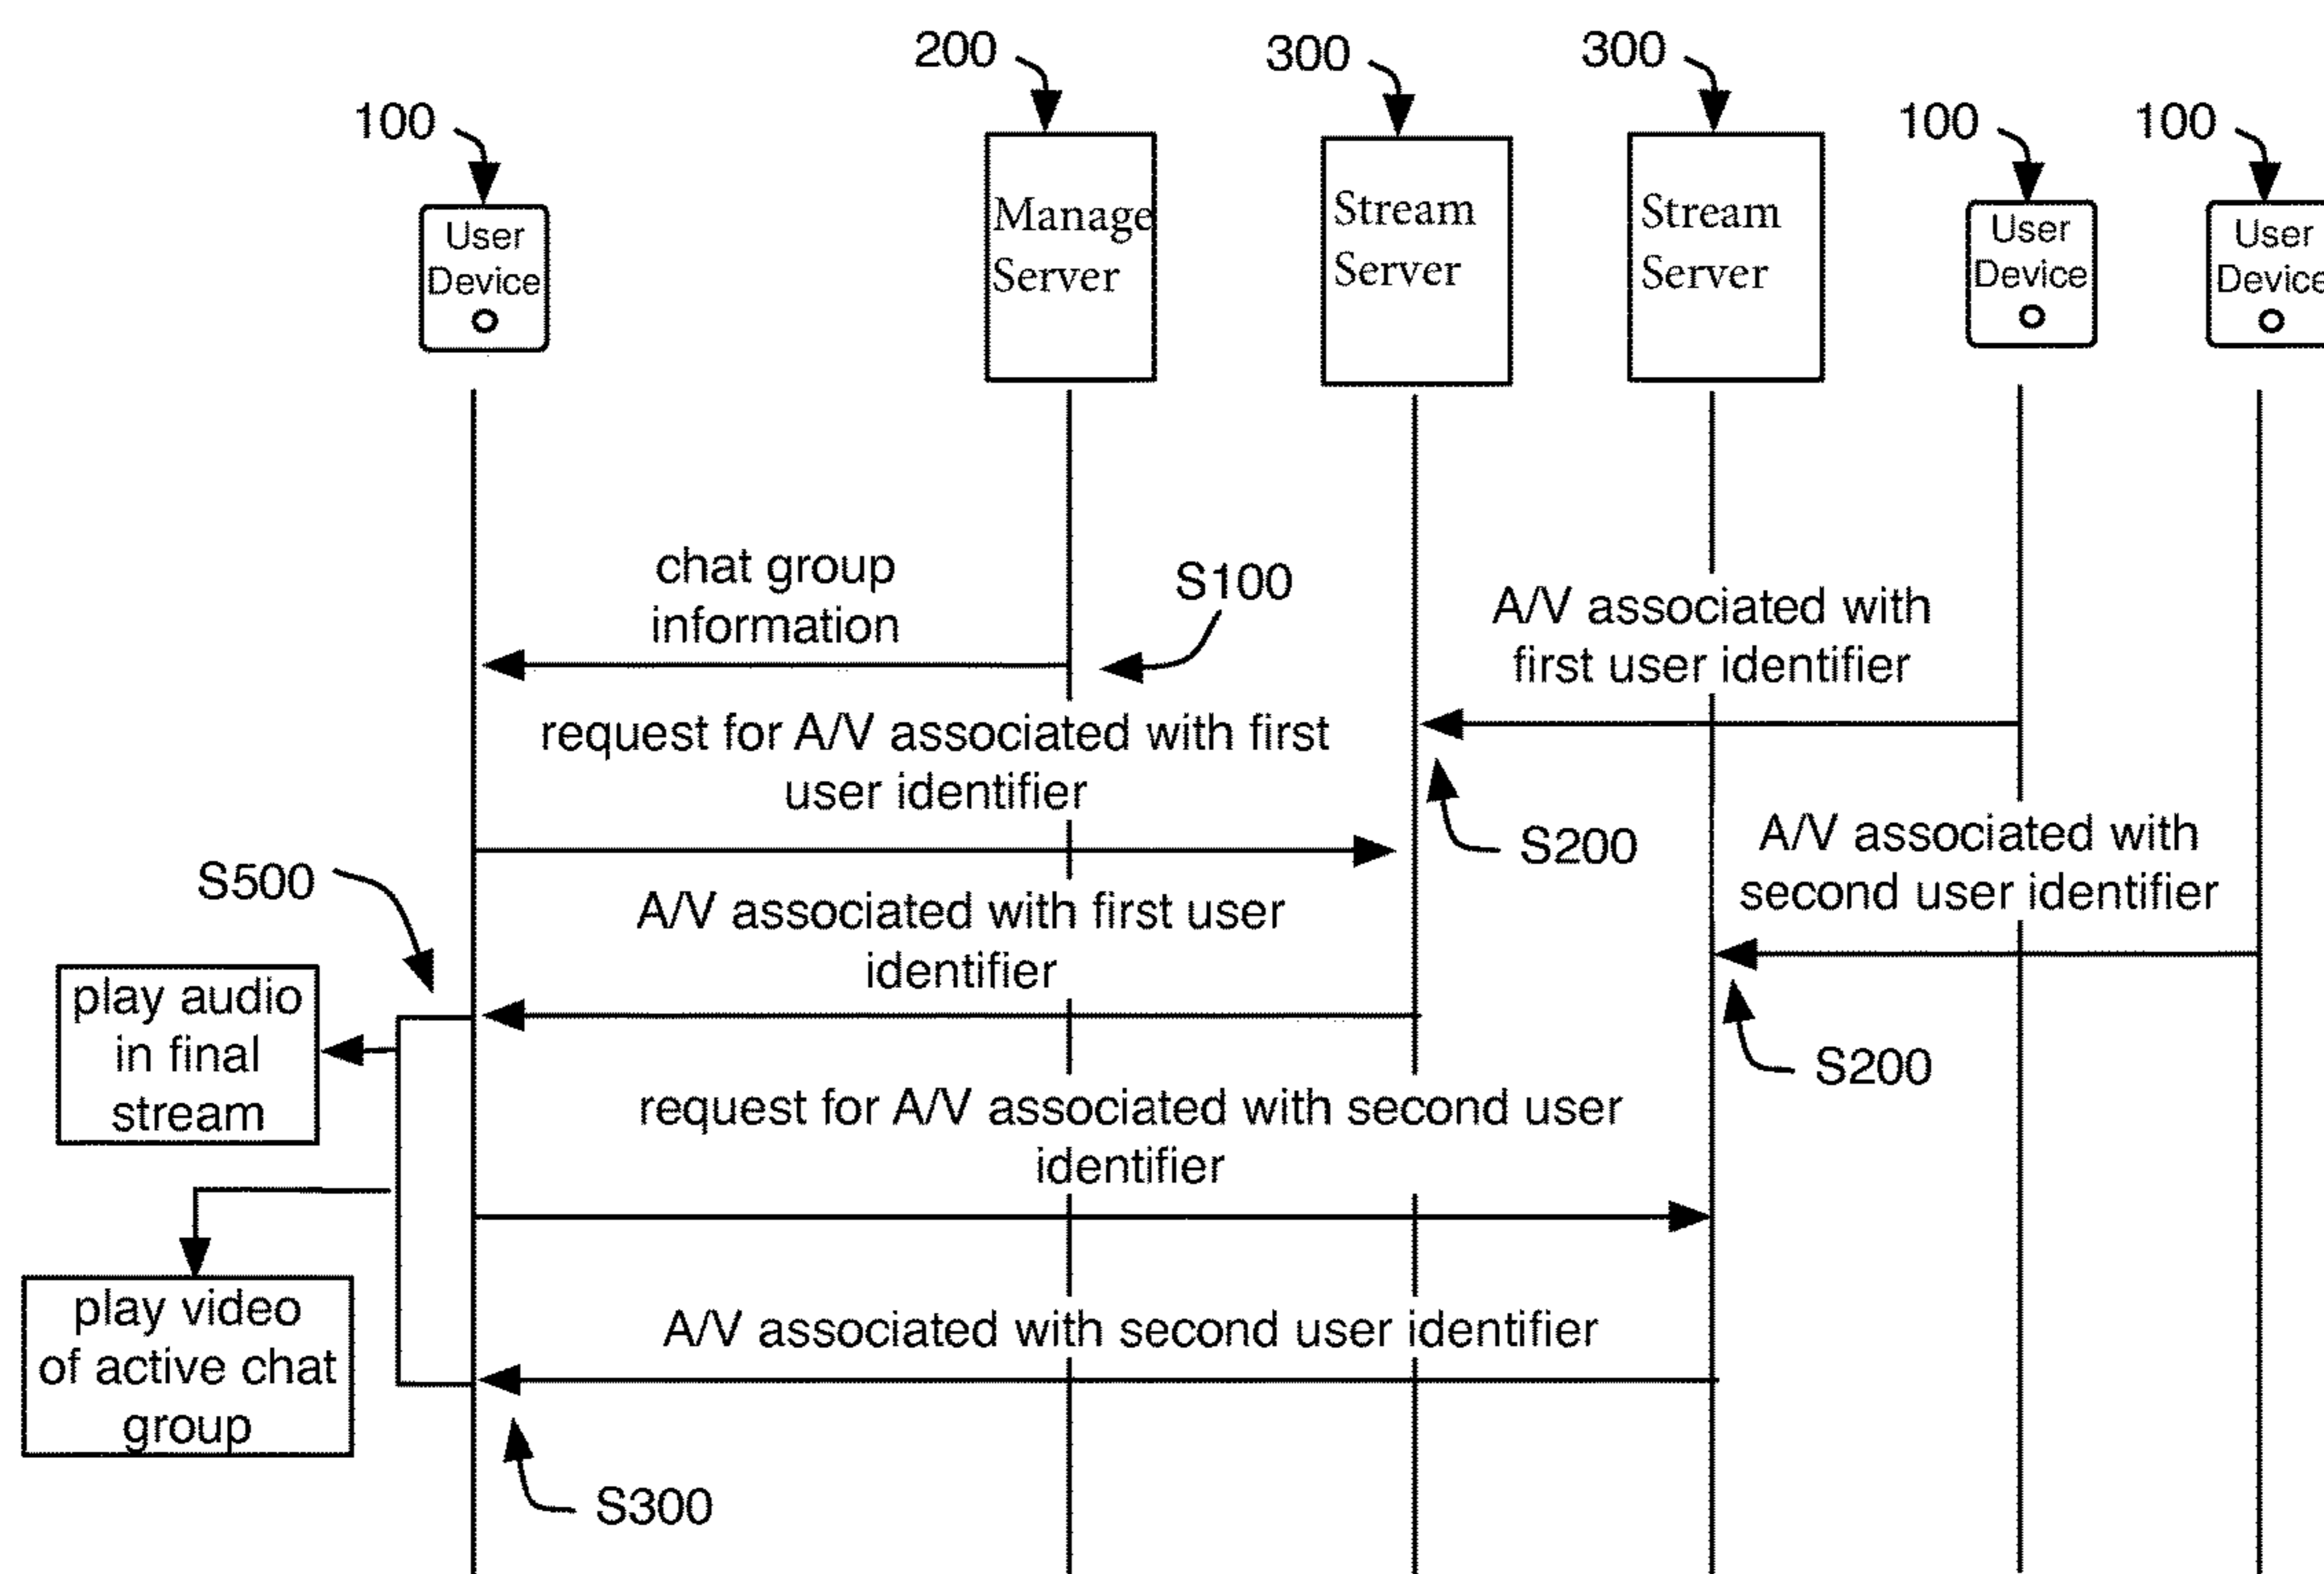 200
300
300
100
100
100
User
Device
Manage
Server
Stream
Server
Stream
Server
User
Device
User
Device
chat group
information
S100
A/V associated with
first user identifier
request for A/V associated with first
user identifier
S200
A/V associated with
second user identifier
S500
A/V associated with first user
identifier
play audio
in final
stream
S200
request for A/V associated with second user
identifier
play video
of active chat
group
A/V associated with second user identifier
S300